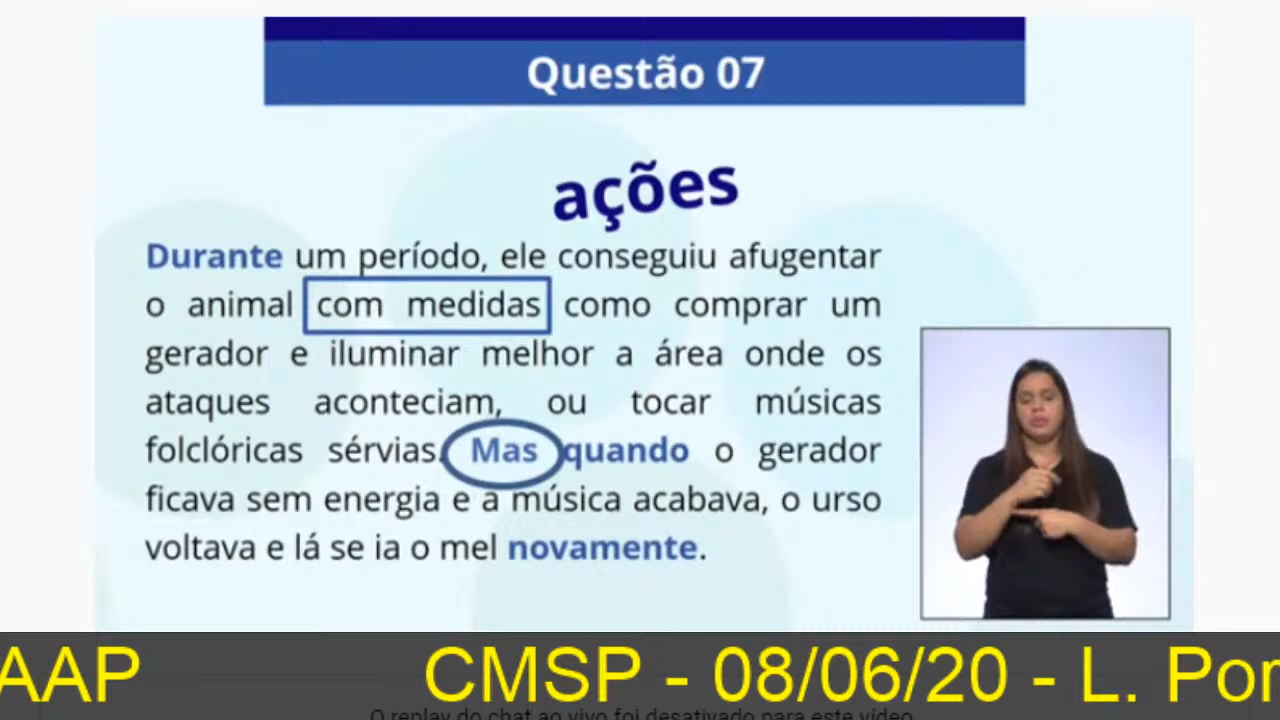 Questão 07
ações
Durante um período, ele conseguiu afugentar
o animal com medidas como comprar um
gerador e iluminar melhor a área onde os
ataques aconteciam, ou tocar músicas
folclóricas sérvias. Mas quando o gerador
ficava sem energia e a música acabava, o urso
voltava e lá se ia o mel novamente.
AAP CMSP - 08/06/20 - L. Por
O replay do chat ao vivo foi desativado para este vídeo.